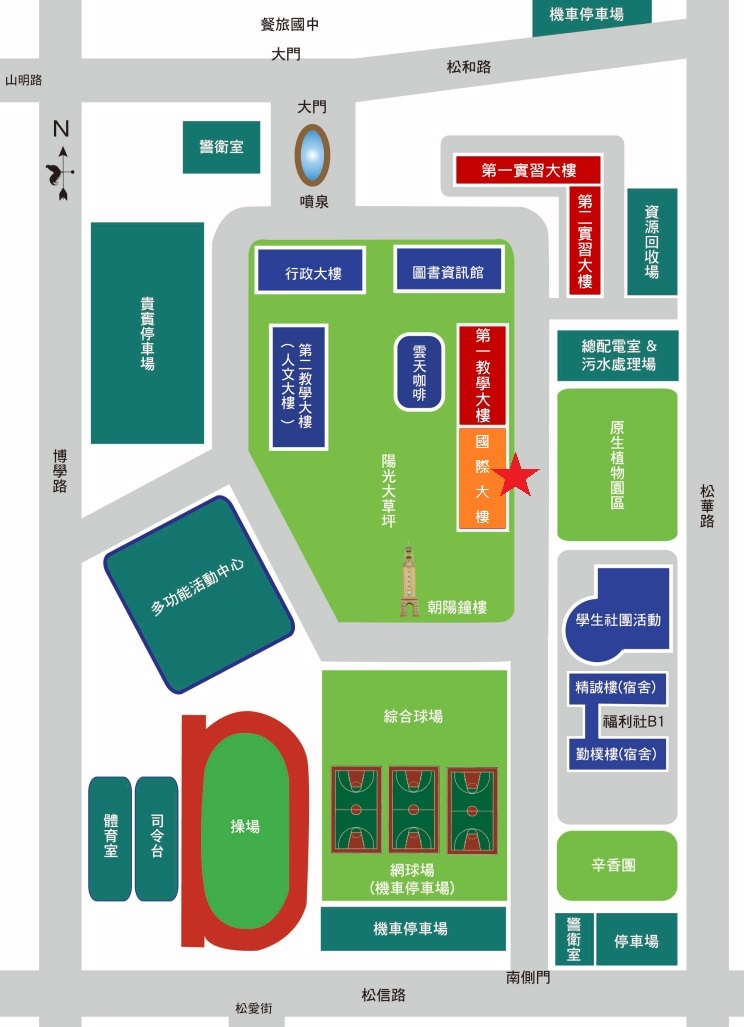 機車停車場
餐旅國中
大門
松和路
山明路
大門
N
警衛室
噴泉
第一實習大樓
第二實習大樓
資源回收場
行政大樓
圖書資訊館
貴賓停車場
第二教學大樓
(人文大樓)
雲天咖啡
第一教學大樓
總配電室 &
污水處理場
國際大樓
原生植物園區
陽光大草坪
博學路
松華路
多功能活動中心
朝陽鐘樓
學生社團活動
精誠樓(宿舍)
福利社B1
勤樸樓(宿舍)
綜合球場
體育室
司令台
操場
網球場
(機車停車場)
辛香團
機車停車場
警衛室
停車場
南側門
松信路
松愛街